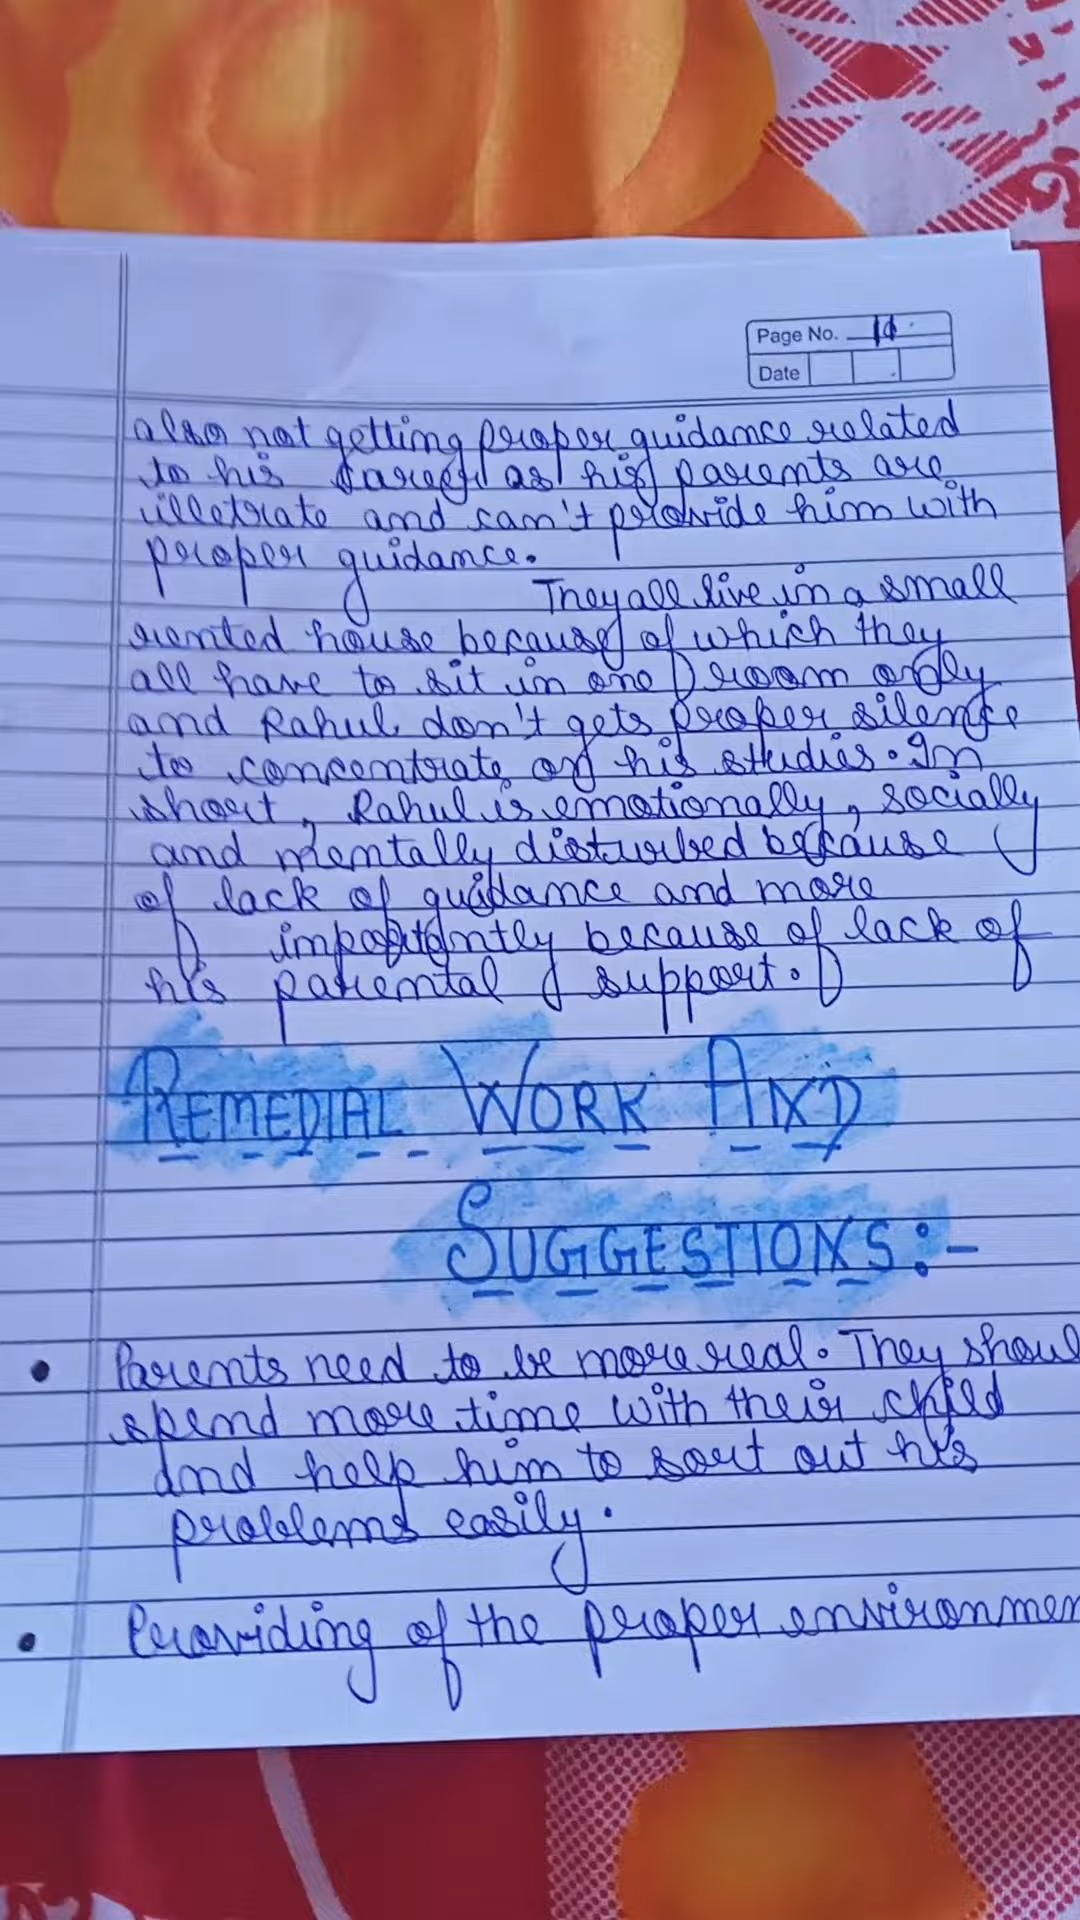 Page No. 11
Date
also not getting proper guidance related
to his career as his parents are
illetrate and can't provide him with
proper guidance.
They all live in a small
rented house because of which they
all have to sit in one room only
and Rahul don't gets proper silence
to concentrate on his studies. In
short, Rahul is emotionally, socially
and mentally disturbed because
of lack of guidance and more
importantly because of lack of
his parental support.
REMEDIAL WORK AND
SUGGESTIONS:-
• Parents need to be more real. They shoul
spend more time with their child
and help him to sort out his
problems easily.
• Providing of the proper environmen